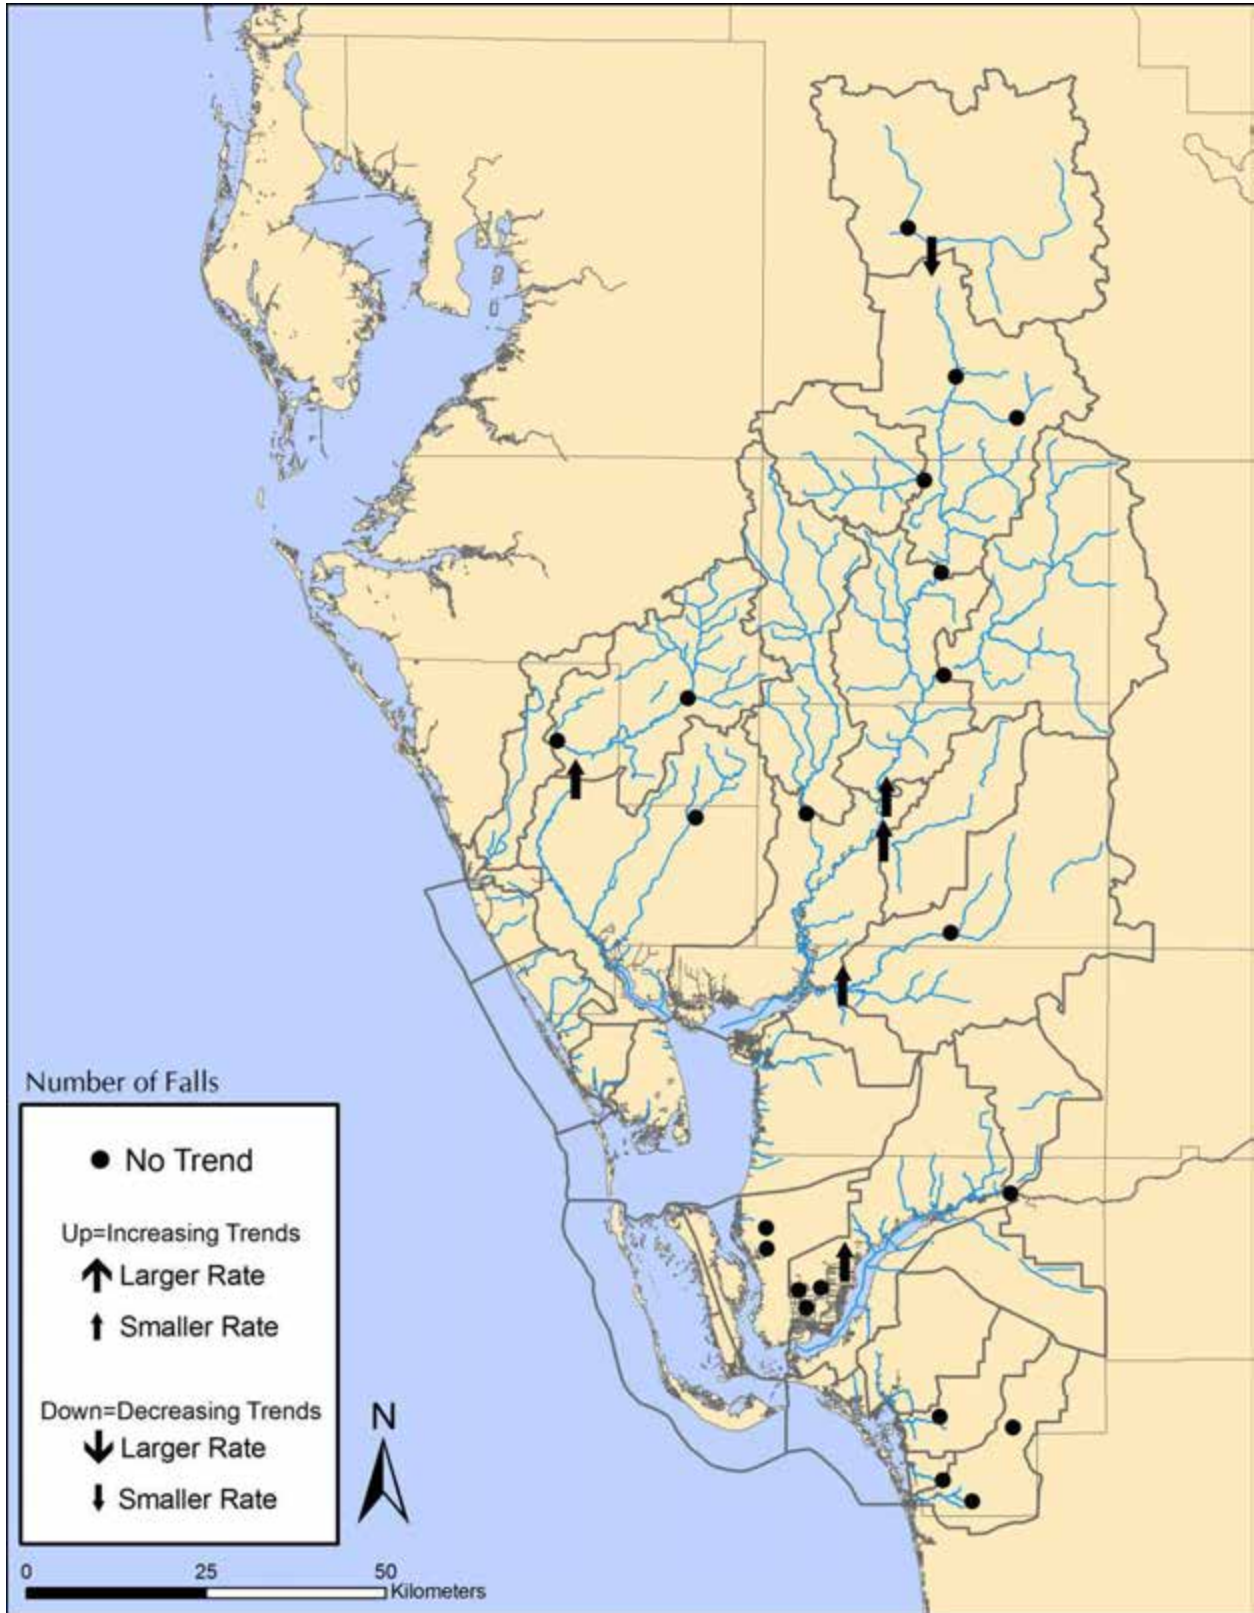 Number of Falls
No Trend
Up=Increasing Trends
Larger Rate
Smaller Rate
Down=Decreasing Trends
Larger Rate
Smaller Rate
N
0 25 50
Kilometers